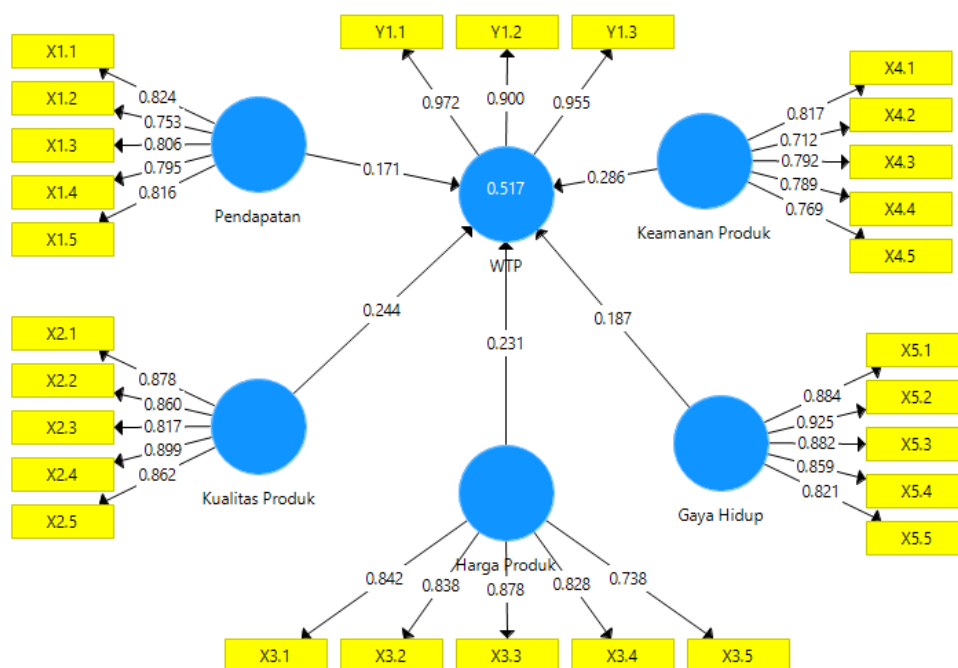 Y1.1
Y1.2
Y1.3
0.972
0.900
0.955
X1.1
X1.2
X1.3
X1.4
X1.5
0.824
0.753
0.806
0.795
0.816
Pendapatan
0.171
0.517
WTP
0.286
X4.1
X4.2
X4.3
X4.4
X4.5
0.817
0.712
0.792
0.789
0.769
Keamanan Produk
0.244
0.231
0.187
X2.1
X2.2
X2.3
X2.4
X2.5
0.878
0.860
0.817
0.899
0.862
Kualitas Produk
X5.1
X5.2
X5.3
X5.4
X5.5
0.884
0.925
0.882
0.859
0.821
Gaya Hidup
Harga Produk
0.842
0.838
0.878
0.828
0.738
X3.1
X3.2
X3.3
X3.4
X3.5